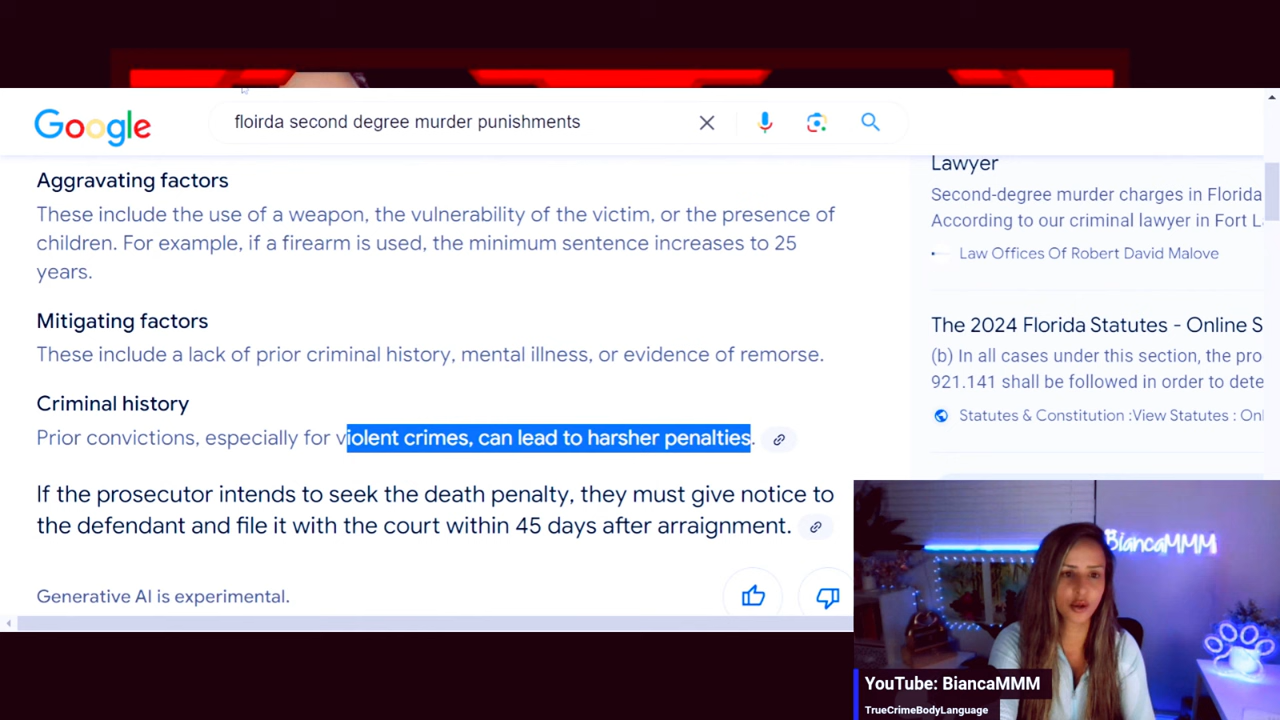 Google
floirda second degree murder punishments
Aggravating factors
These include the use of a weapon, the vulnerability of the victim, or the presence of
children. For example, if a firearm is used, the minimum sentence increases to 25
years.
Mitigating factors
These include a lack of prior criminal history, mental illness, or evidence of remorse.
Criminal history
Prior convictions, especially for violent crimes, can lead to harsher penalties.
If the prosecutor intends to seek the death penalty, they must give notice to
the defendant and file it with the court within 45 days after arraignment.
Generative AI is experimental.
Lawyer
Second-degree murder charges in Florida
According to our criminal lawyer in Fort L
Law Offices Of Robert David Malove
The 2024 Florida Statutes - Online S
(b) In all cases under this section, the pro
921.141 shall be followed in order to dete
Statutes & Constitution :View Statutes : Onl
BiancaMMM
YouTube: BiancaMMM
TrueCrimeBodyLanguage